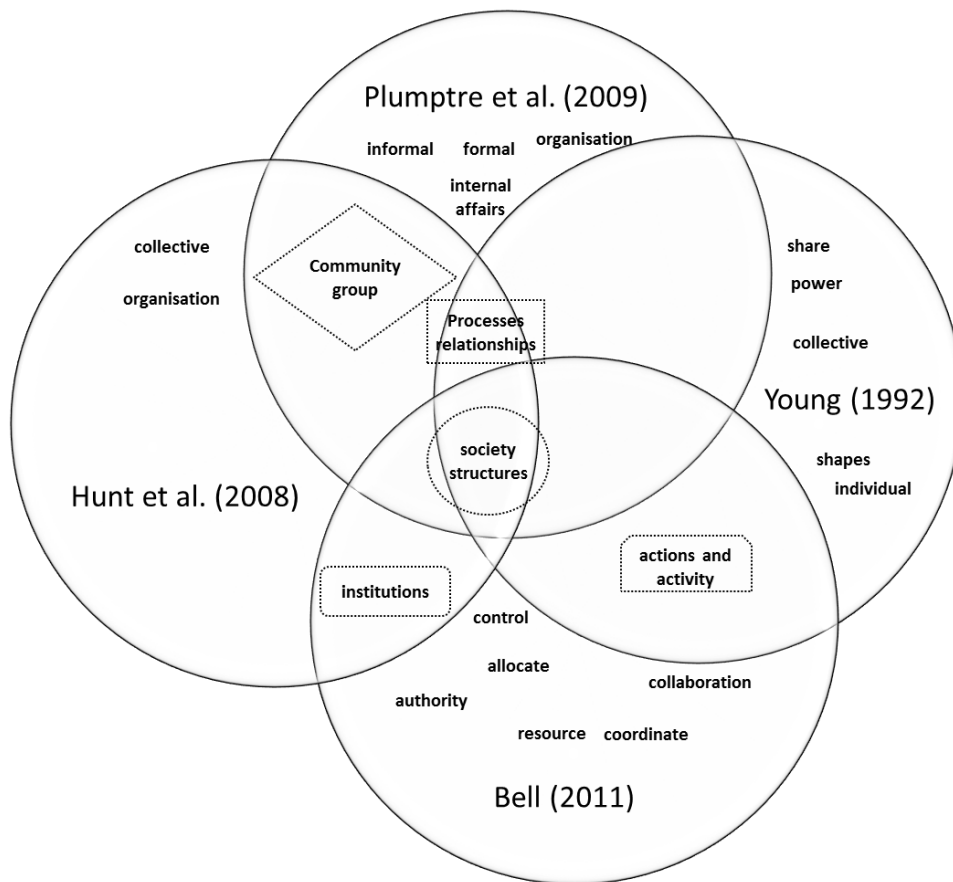 Plumptre et al. (2009)
informal formal organisation
internal
affairs
collective
organisation
Community
group
share
power
Processes
relationships
collective
Young (1992)
society
structures
shapes
individual
Hunt et al. (2008)
actions and
activity
institutions
control
allocate
collaboration
authority
resource coordinate
Bell (2011)